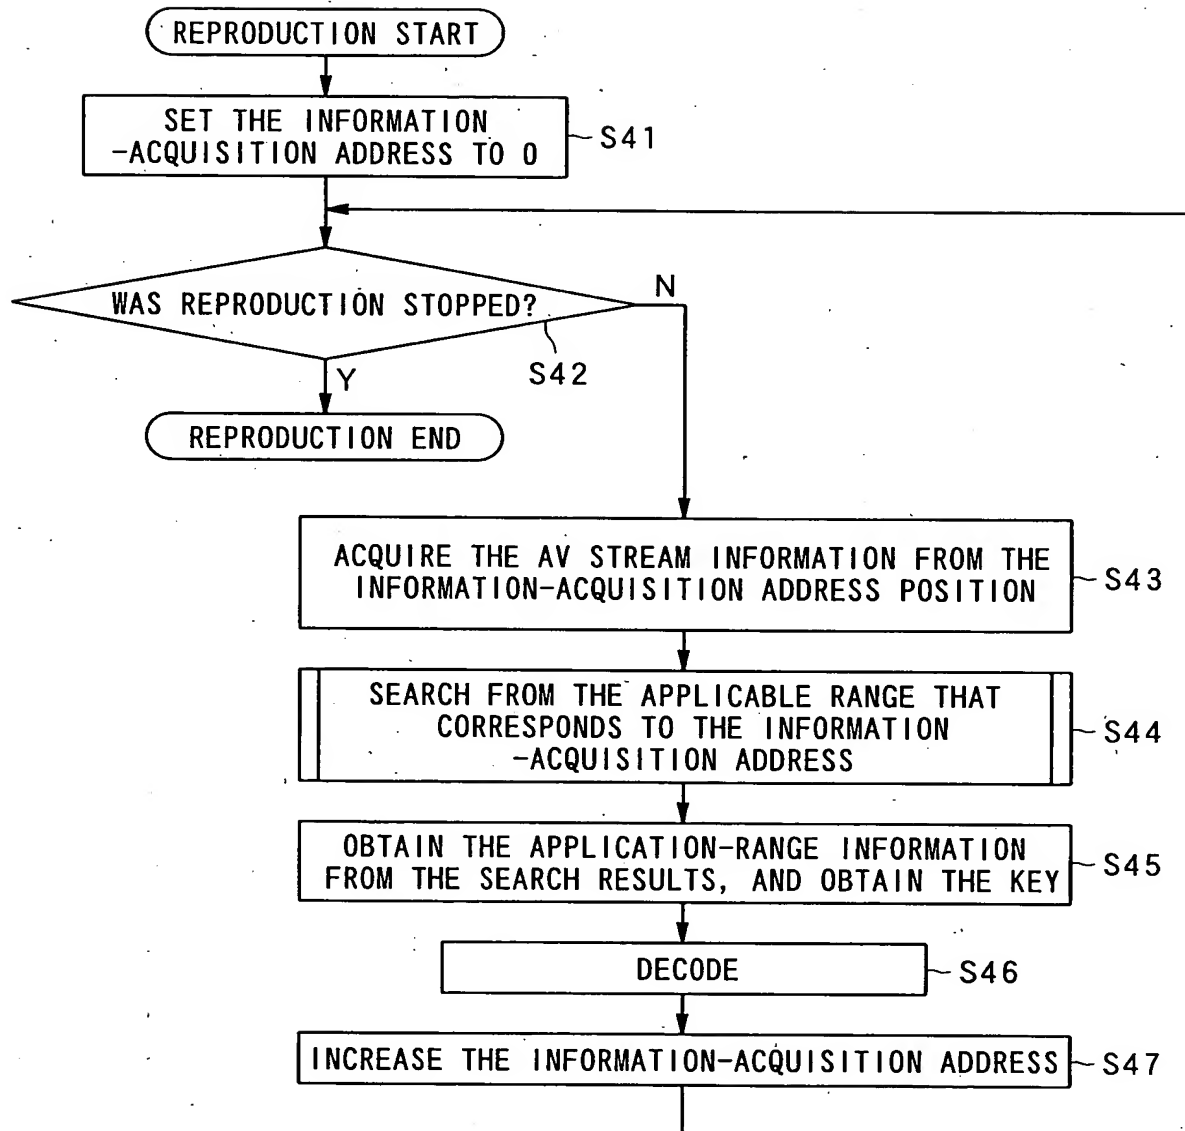 REPRODUCTION START
SET THE INFORMATION
-ACQUISITION ADDRESS TO 0
S41
WAS REPRODUCTION STOPPED?
N
S42
Y
REPRODUCTION END
ACQUIRE THE AV STREAM INFORMATION FROM THE
INFORMATION-ACQUISITION ADDRESS POSITION
S43
SEARCH FROM THE APPLICABLE RANGE THAT
CORRESPONDS TO THE INFORMATION
-ACQUISITION ADDRESS
S44
OBTAIN THE APPLICATION-RANGE INFORMATION
FROM THE SEARCH RESULTS, AND OBTAIN THE KEY
S45
DECODE
S46
INCREASE THE INFORMATION-ACQUISITION ADDRESS
S47